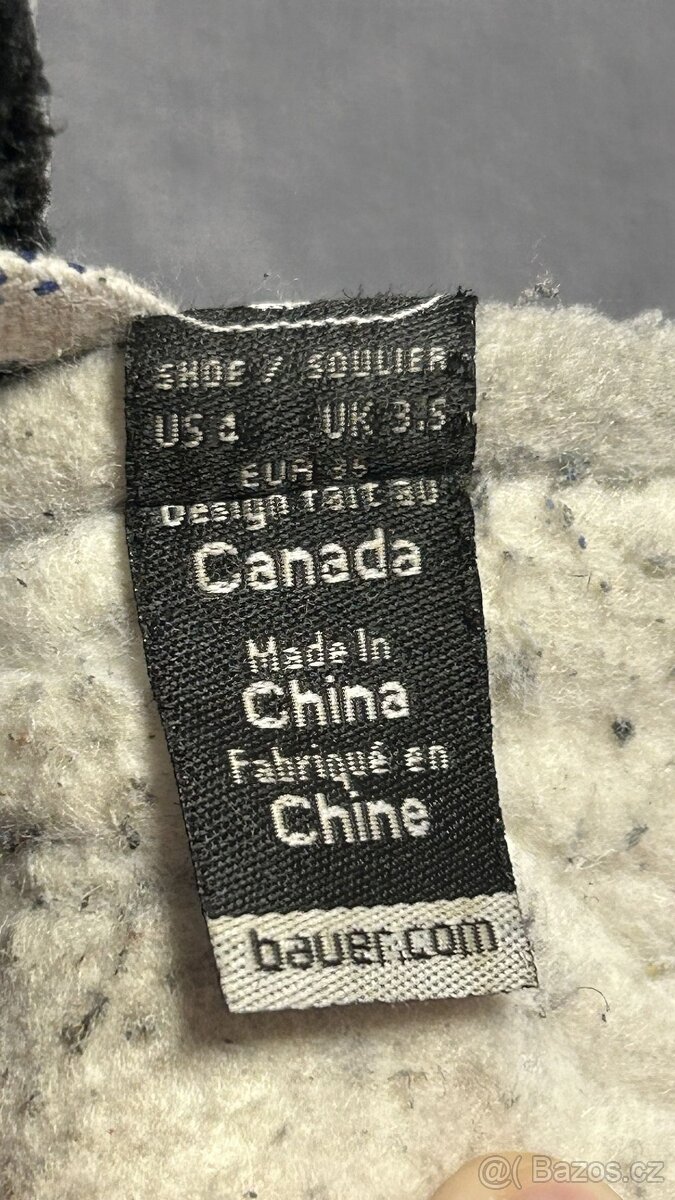 SHOE / SOULIER
US 4 UK 3.5
EUR
Design fait au
Canada
Made In
China
Fabriqué en
Chine
bauer.com
@( Bazos.cz